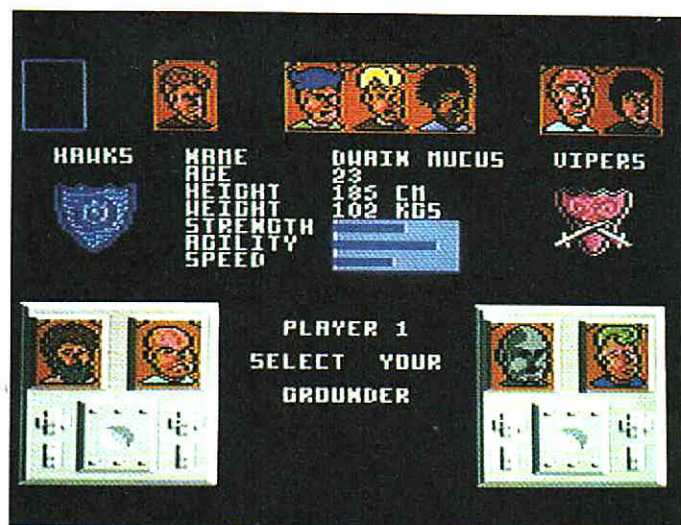 HAWKS NAME DWAIN MUCUS VIPERS
AGE 23
HEIGHT 185 CM
WEIGHT 102 KGS
STRENGTH
AGILITY
SPEED
PLAYER 1
SELECT YOUR
GROUNDER